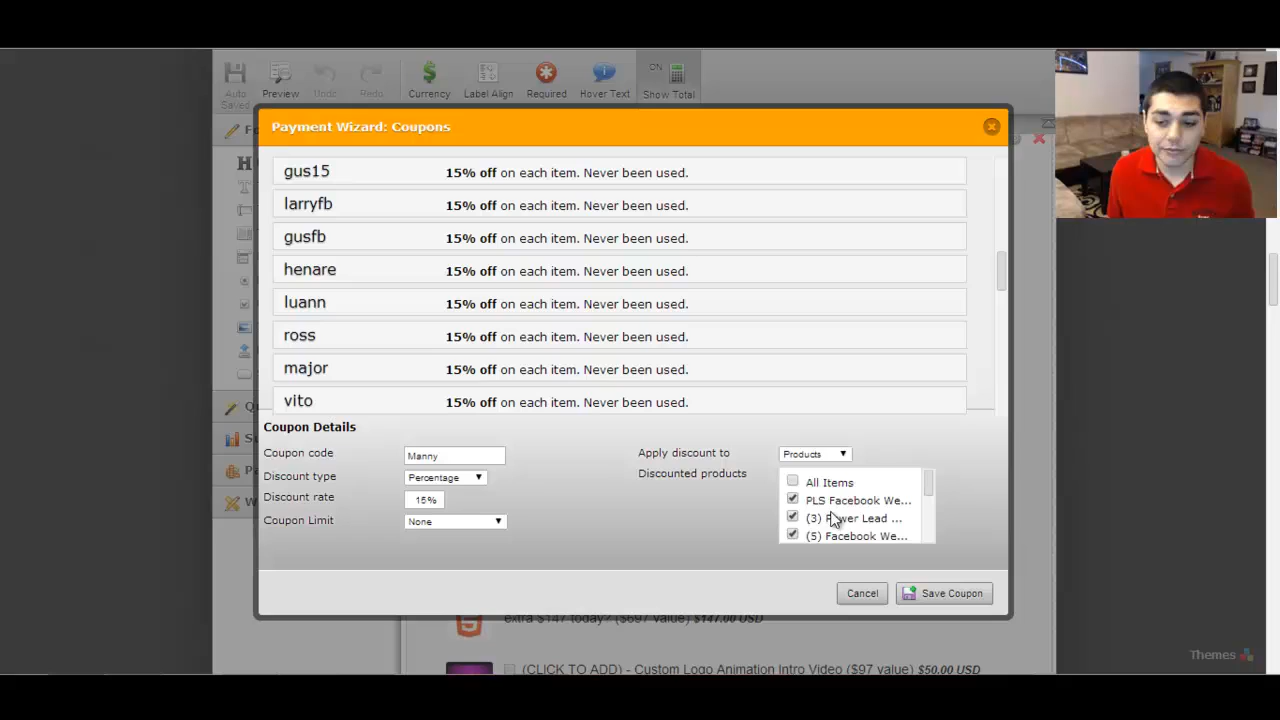 ON
Auto
Saved
Preview
Undo
Redo
Currency
Label Align
Required
Hover Text
Show Total
Payment Wizard: Coupons
gus15 15% off on each item. Never been used.
larryfb 15% off on each item. Never been used.
gusfb 15% off on each item. Never been used.
henare 15% off on each item. Never been used.
luann 15% off on each item. Never been used.
ross 15% off on each item. Never been used.
major 15% off on each item. Never been used.
vito 15% off on each item. Never been used.
Coupon Details
Coupon code Manny
Discount type Percentage
Discount rate 15%
Coupon Limit None
Apply discount to Products
Discounted products
All Items
PLS Facebook We...
(3) Power Lead ...
(5) Facebook We...
Cancel Save Coupon
extra $147 today? ($697 value) $147.00 USD
(CLICK TO ADD) - Custom Logo Animation Intro Video ($97 value) $50.00 USD
Themes